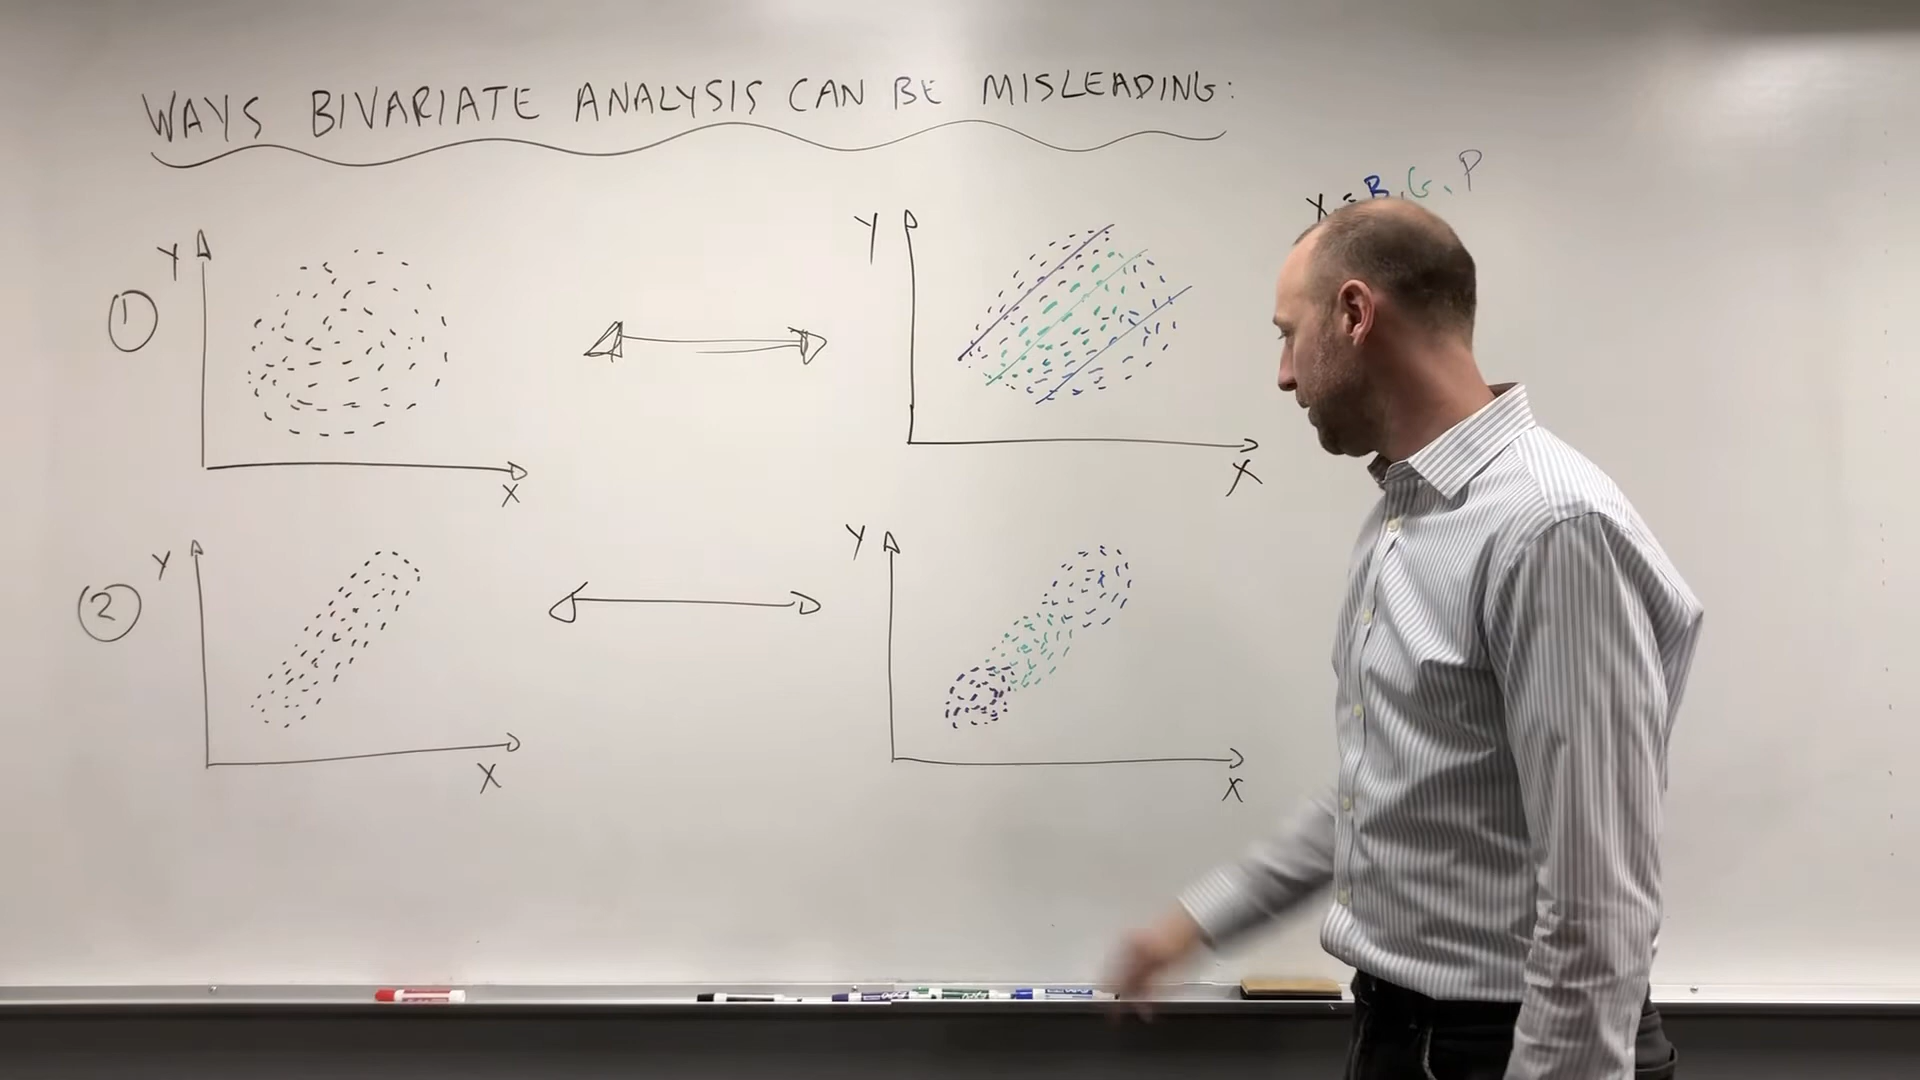 WAYS BIVARIATE ANALYSIS CAN BE MISLEADING:
B, G, P
①
Y
X
Y
X
②
Y
X
Y
X